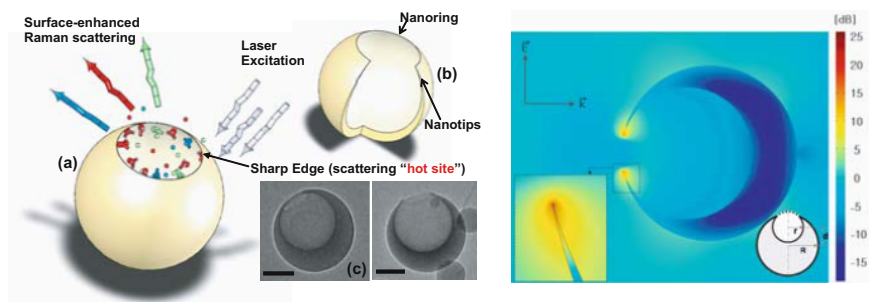 Surface-enhanced
Raman scattering
Laser
Excitation
Nanoring
(b)
Nanotips
(a)
Sharp Edge (scattering "hot site")
(c)
[dB]
25
20
15
10
5
0
-5
-10
-15
E
k
r
R